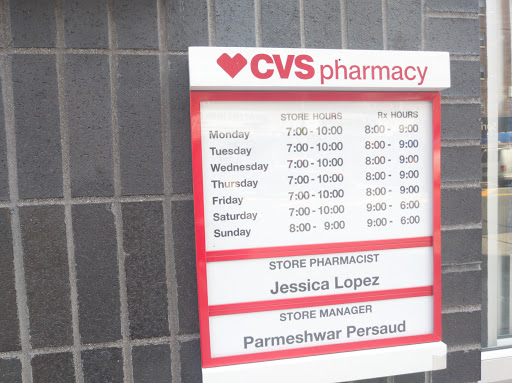 CVS pharmacy
STORE HOURS Rx HOURS
Monday 7:00 - 10:00 8:00 - 9:00
Tuesday 7:00 - 10:00 8:00 - 9:00
Wednesday 7:00 - 10:00 8:00 - 9:00
Thursday 7:00 - 10:00 8:00 - 9:00
Friday 7:00 - 10:00 8:00 - 9:00
Saturday 7:00 - 10:00 9:00 - 6:00
Sunday 8:00 - 9:00 9:00 - 6:00
STORE PHARMACIST
Jessica Lopez
STORE MANAGER
Parmeshwar Persaud